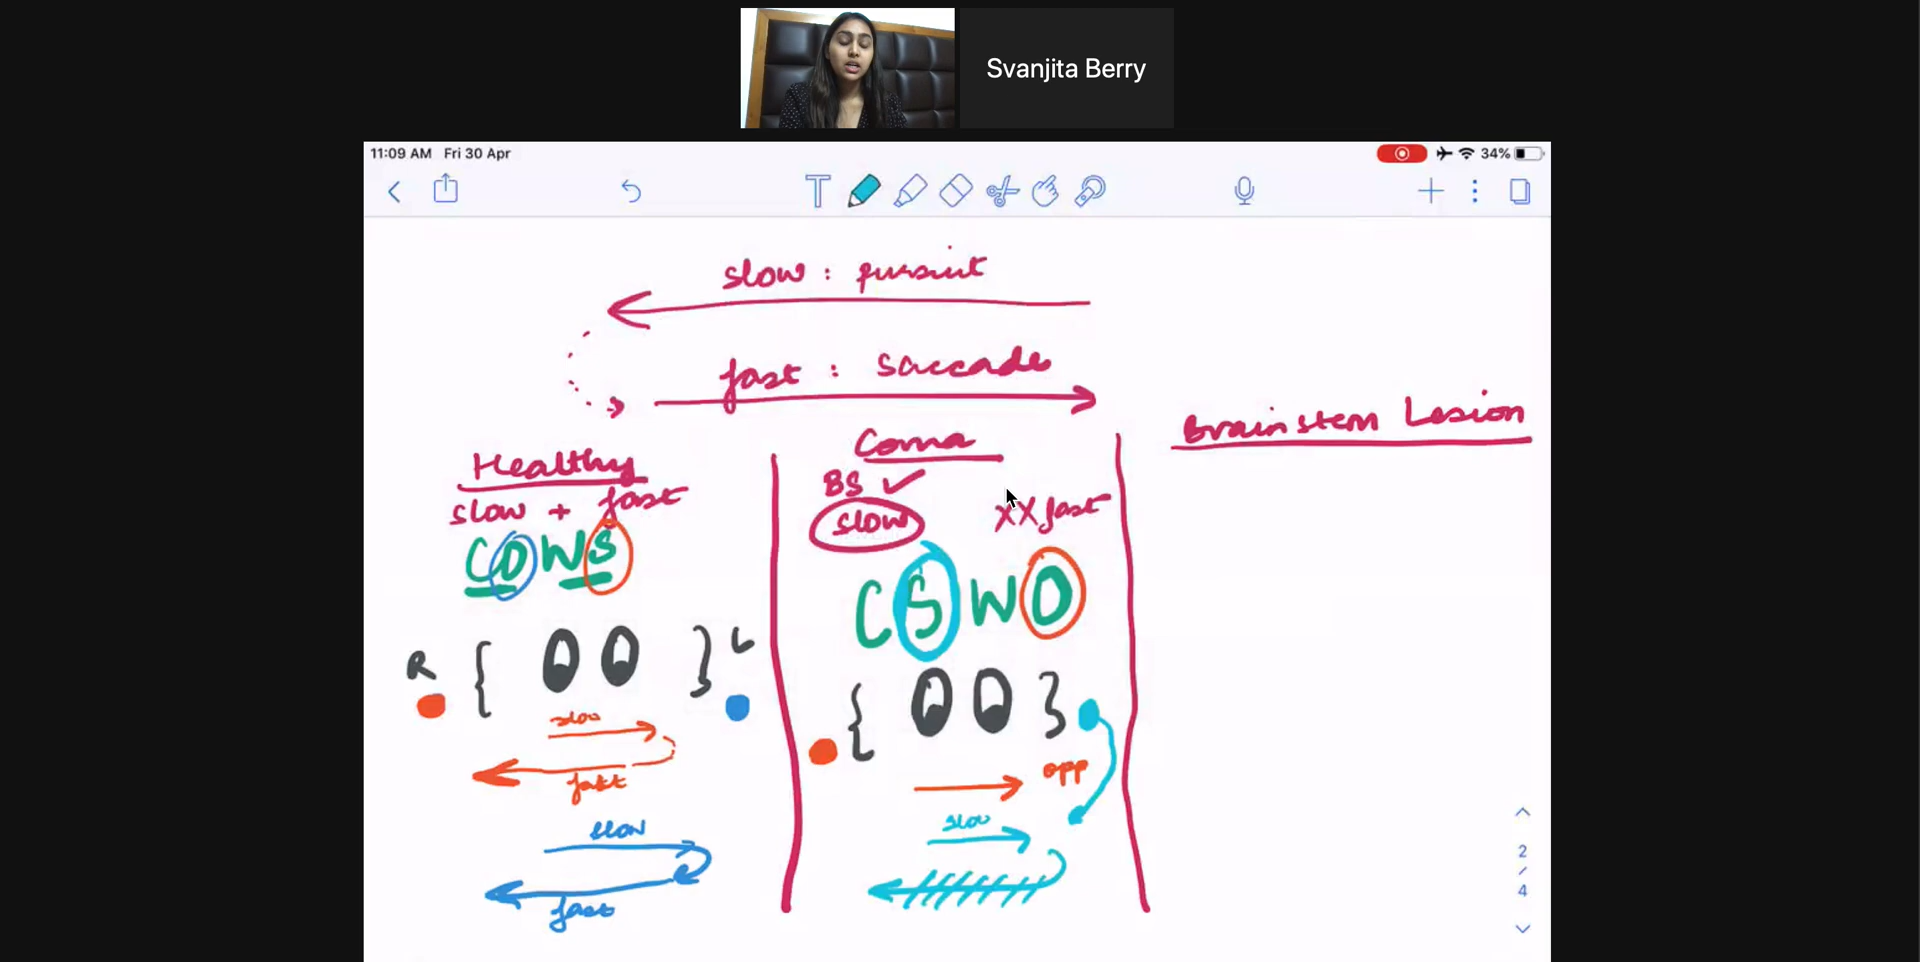 Svanjita Berry
11:09 AM Fri 30 Apr
34%
T
slow : pursuit
fast : saccade
Brainstem Lesion
Healthy
slow + fast
COWS
R
L
slow
fast
slow
fast
Coma
BS ✓
slow
XX fast
CSWO
opp
slow
2
/
4